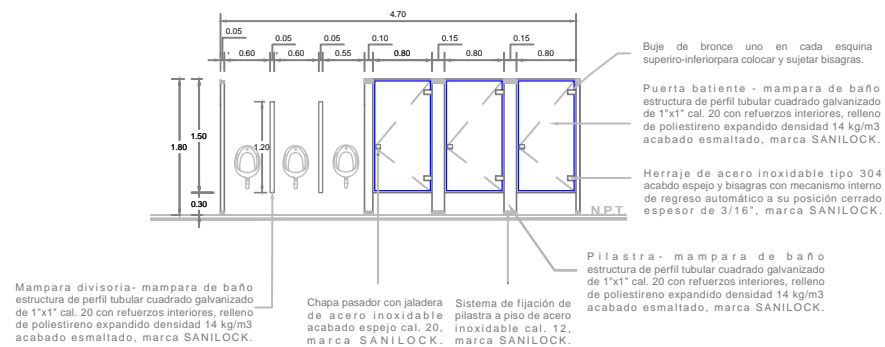 4.70
0.05 0.05 0.05 0.10 0.15 0.15
0.60 0.60 0.55 0.80 0.80 0.80
1.80
1.50
1.20
0.30
N.P.T.
Buje de bronce uno en cada esquina
superiro-inferiorpara colocar y sujetar bisagras.
Puerta batiente - mampara de baño
estructura de perfil tubular cuadrado galvanizado
de 1"x1" cal. 20 con refuerzos interiores, relleno
de poliestireno expandido densidad 14 kg/m3
acabado esmaltado, marca SANILOCK.
Herraje de acero inoxidable tipo 304
acabdo espejo y bisagras con mecanismo interno
de regreso automático a su posición cerrado
espesor de 3/16", marca SANILOCK.
Pilastra- mampara de baño
estructura de perfil tubular cuadrado galvanizado
de 1"x1" cal. 20 con refuerzos interiores, relleno
de poliestireno expandido densidad 14 kg/m3
acabado esmaltado, marca SANILOCK.
Mampara divisoria- mampara de baño
estructura de perfil tubular cuadrado galvanizado
de 1"x1" cal. 20 con refuerzos interiores, relleno
de poliestireno expandido densidad 14 kg/m3
acabado esmaltado, marca SANILOCK.
Chapa pasador con jaladera
de acero inoxidable
acabado espejo cal. 20,
marca SANILOCK.
Sistema de fijación de
pilastra a piso de acero
inoxidable cal. 12,
marca SANILOCK.